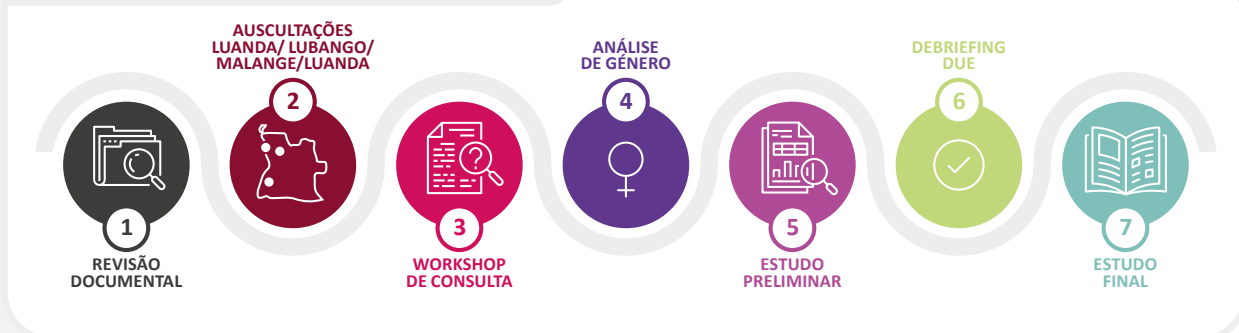 1
REVISÃO
DOCUMENTAL
AUSCULTAÇÕES
LUANDA/ LUBANGO/
MALANGE/LUANDA
2
3
WORKSHOP
DE CONSULTA
ANÁLISE
DE GÉNERO
4
5
ESTUDO
PRELIMINAR
DEBRIEFING
DUE
6
7
ESTUDO
FINAL